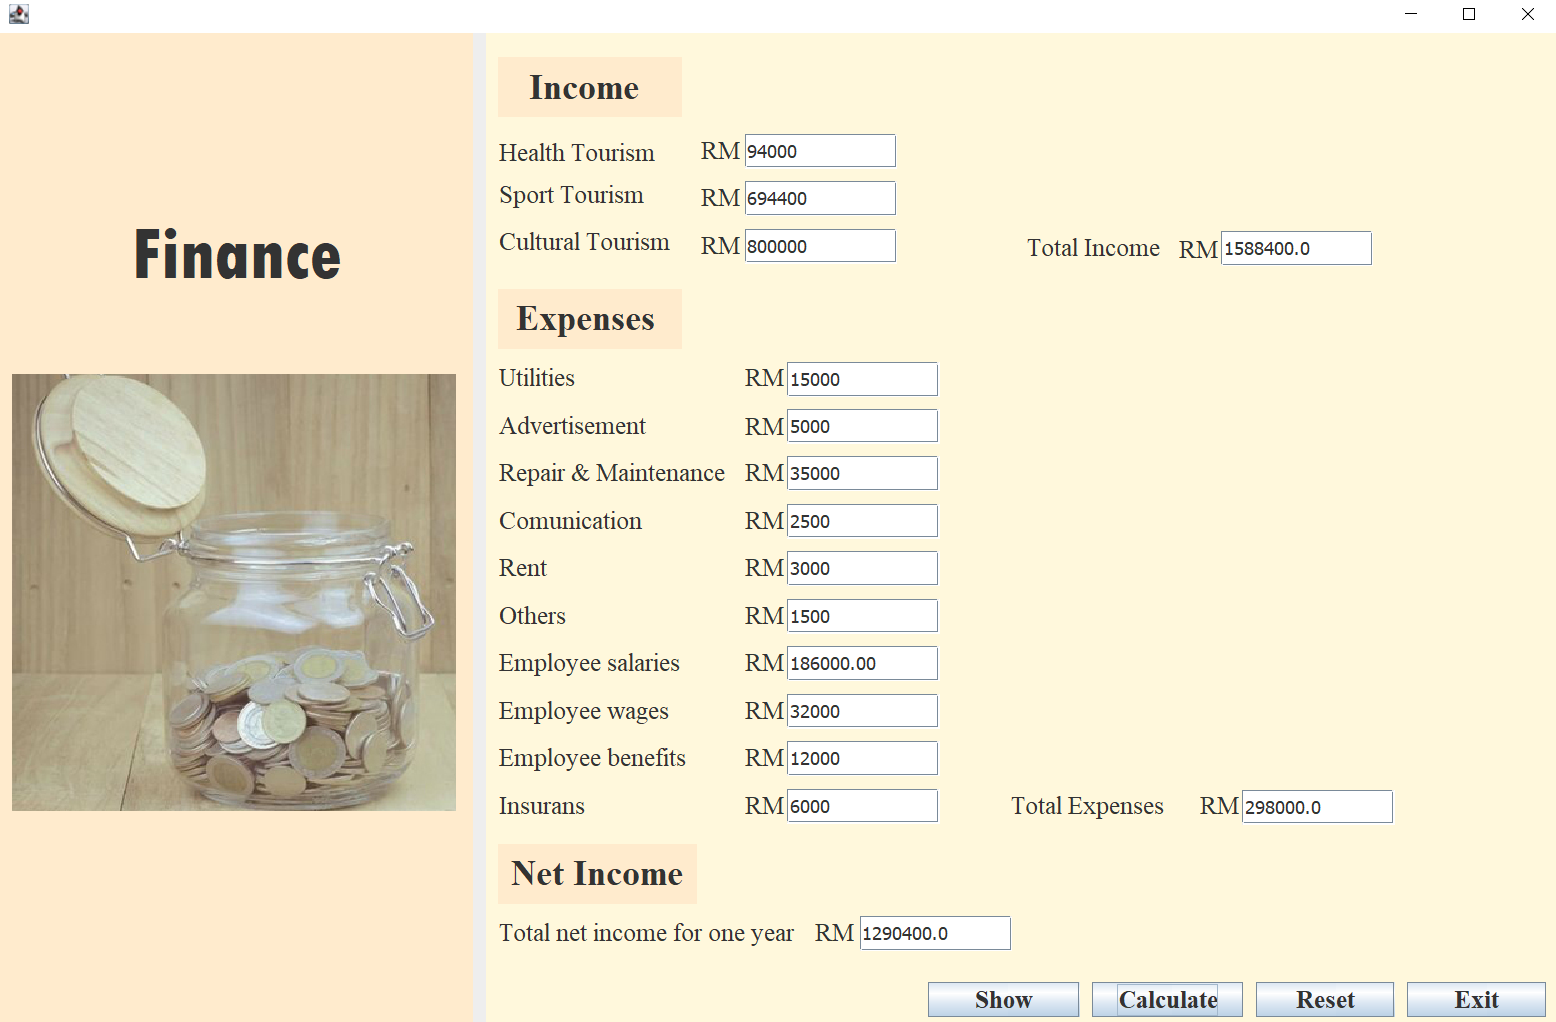 Finance
Income
Health Tourism RM 94000
Sport Tourism RM 694400
Cultural Tourism RM 800000 Total Income RM 1588400.0
Expenses
Utilities RM 15000
Advertisement RM 5000
Repair & Maintenance RM 35000
Comunication RM 2500
Rent RM 3000
Others RM 1500
Employee salaries RM 186000.00
Employee wages RM 32000
Employee benefits RM 12000
Insurans RM 6000 Total Expenses RM 298000.0
Net Income
Total net income for one year RM 1290400.0
Show Calculate Reset Exit